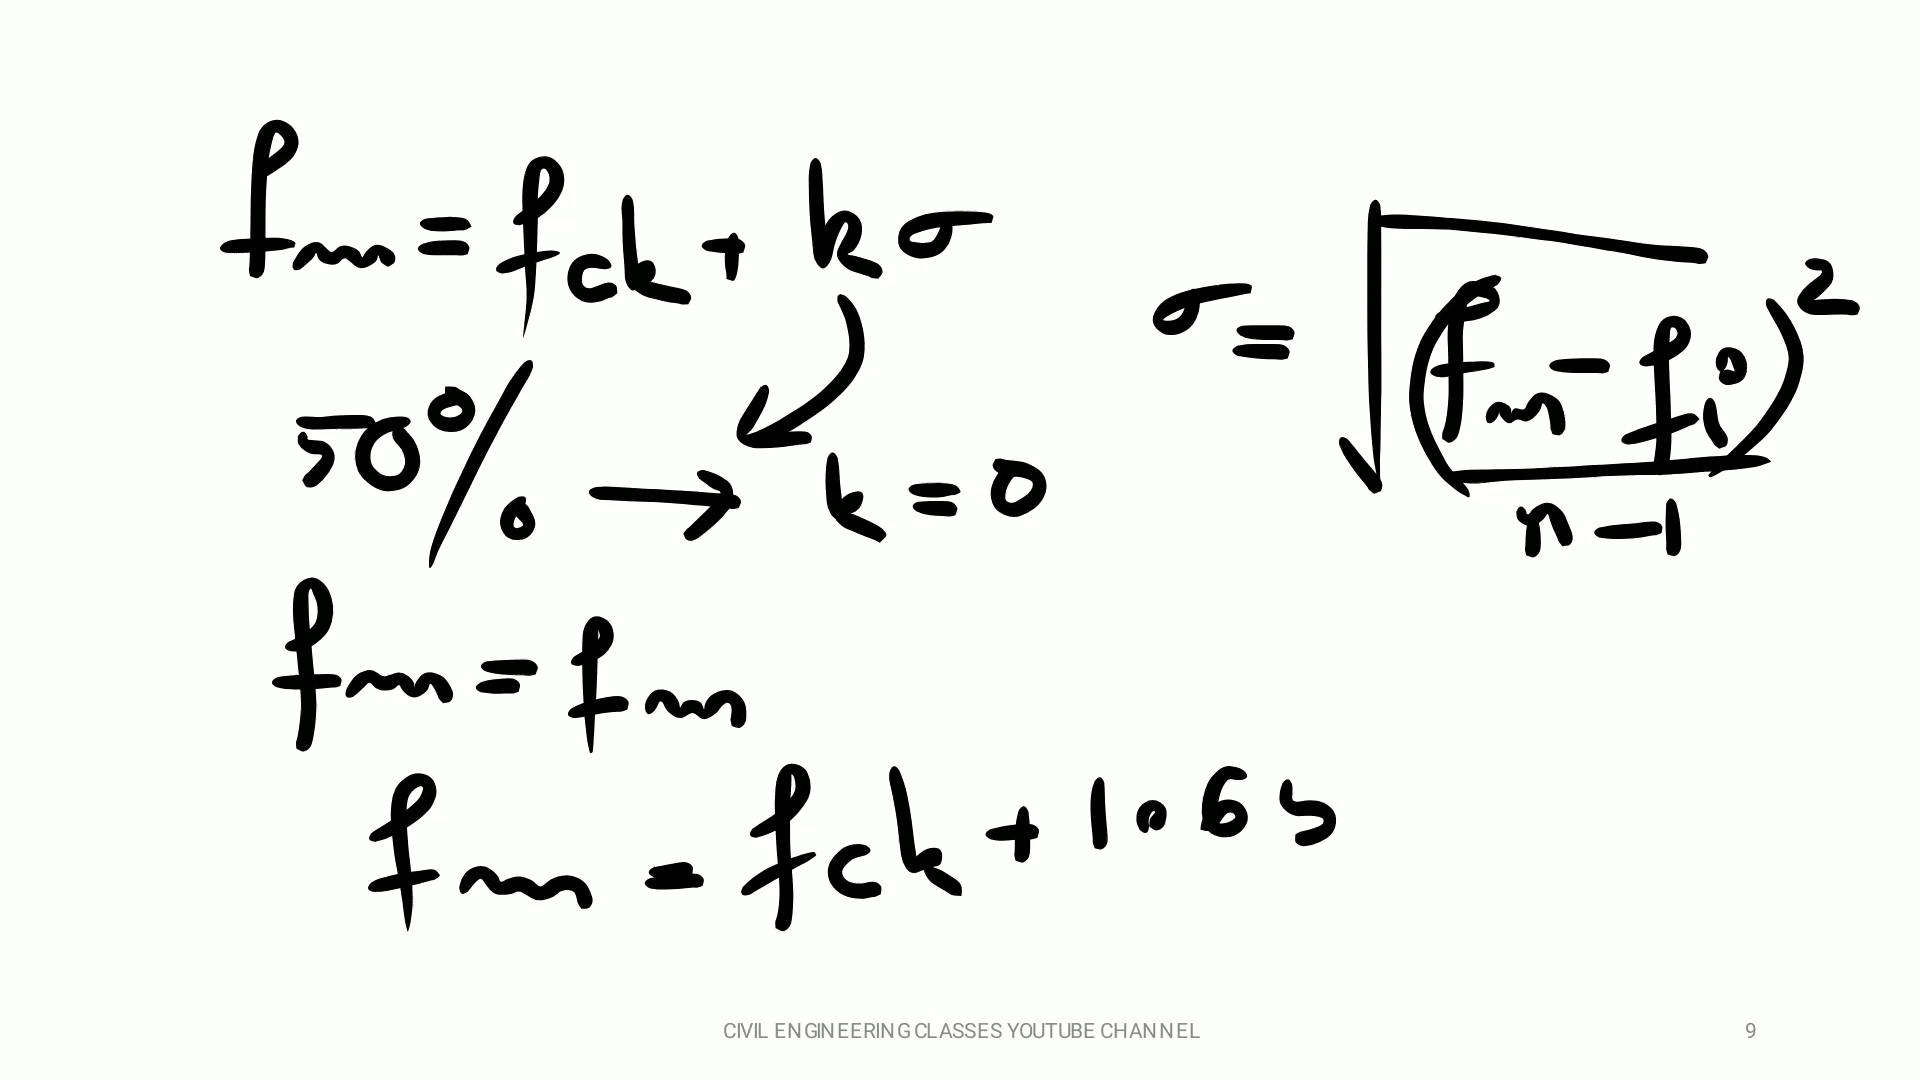 fm = fck + kσ
σ = √((fm - fi)² / n - 1)
50% → k = 0
fm = fm
fm = fck + 1.65
CIVIL ENGINEERING CLASSES YOUTUBE CHANNEL
9